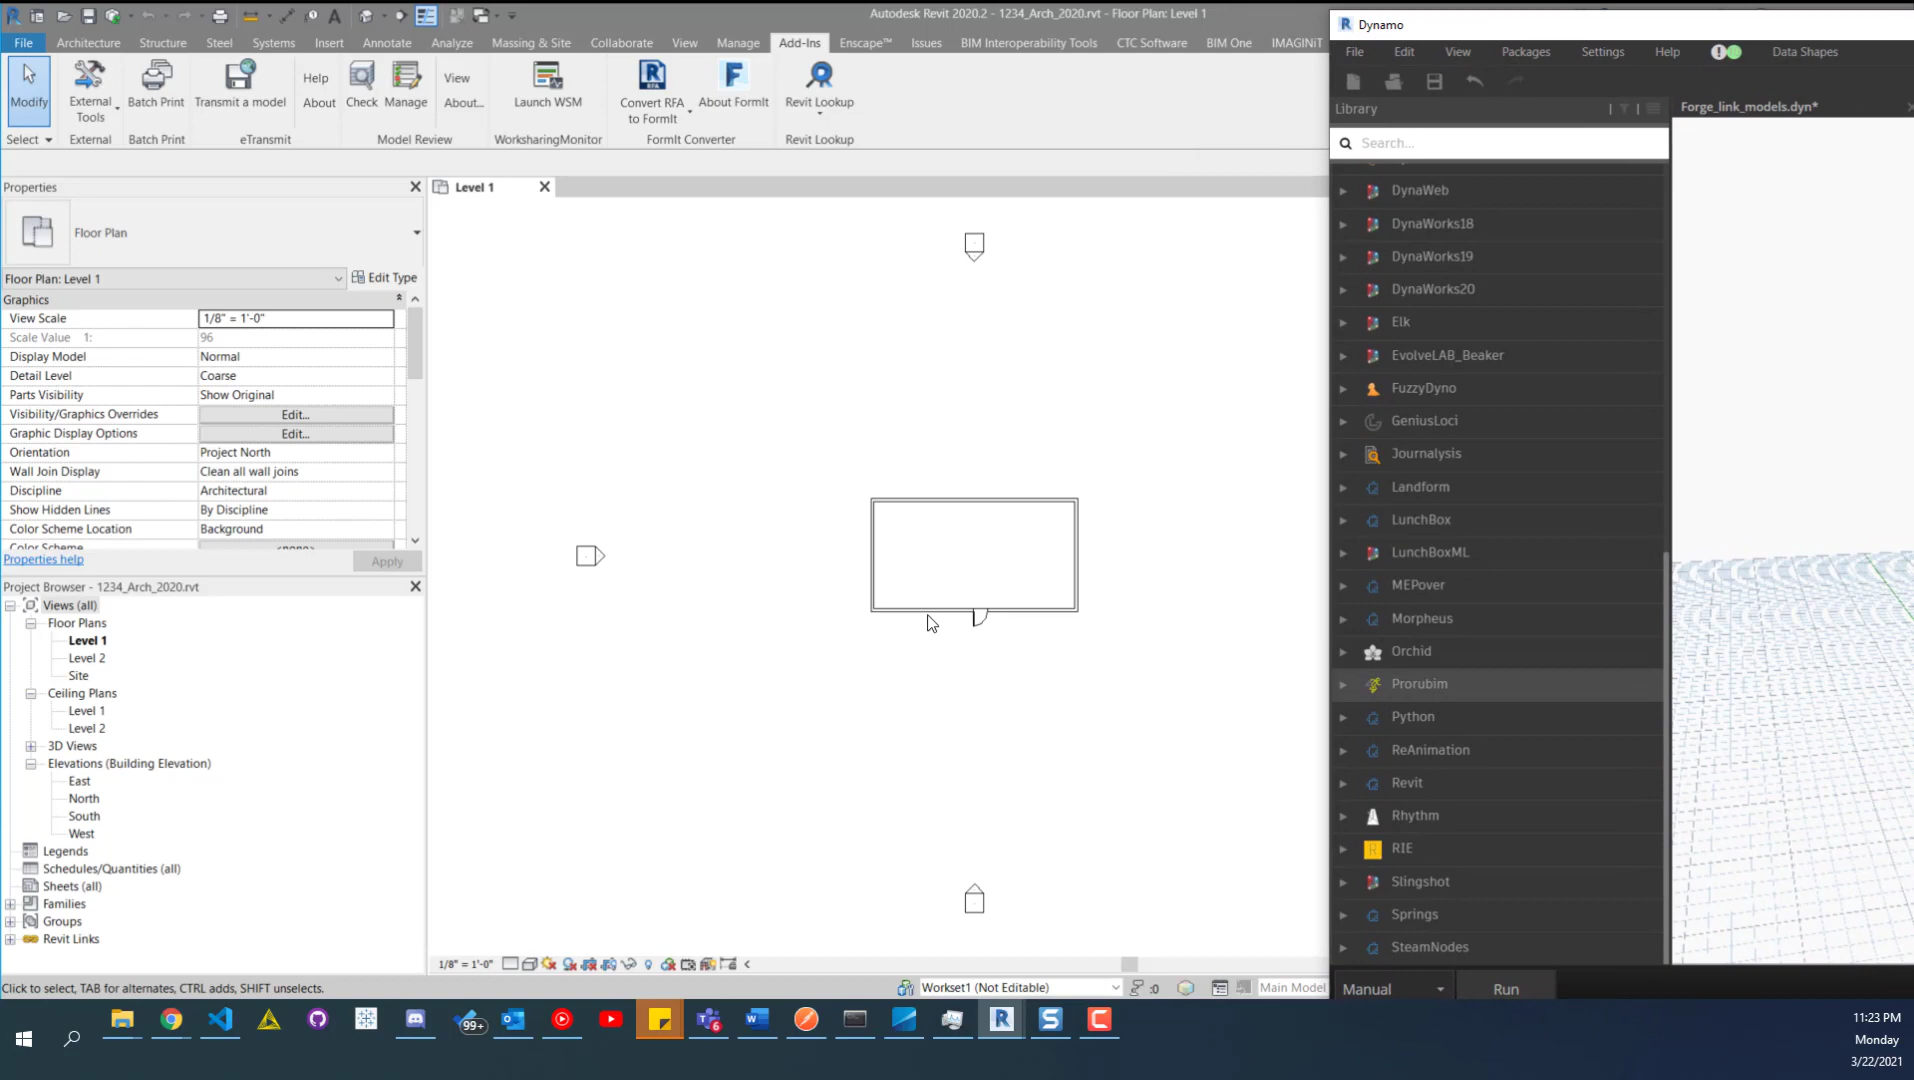 Autodesk Revit 2020.2 - 1234_Arch_2020.rvt - Floor Plan: Level 1
File Architecture Structure Steel Systems Insert Annotate Analyze Massing & Site Collaborate View Manage Add-Ins Enscape™ Issues BIM Interoperability Tools CTC Software BIM One IMAGINiT
Modify
External Tools
Batch Print
Transmit a model
Help
About
Check
Manage
View
About...
Launch WSM
Convert RFA to FormIt
About FormIt
Revit Lookup
Select
External
Batch Print
eTransmit
Model Review
WorksharingMonitor
FormIt Converter
Revit Lookup
Properties
Floor Plan
Floor Plan: Level 1
Edit Type
Graphics
View Scale 1/8" = 1'-0"
Scale Value 1: 96
Display Model Normal
Detail Level Coarse
Parts Visibility Show Original
Visibility/Graphics Overrides Edit...
Graphic Display Options Edit...
Orientation Project North
Wall Join Display Clean all wall joins
Discipline Architectural
Show Hidden Lines By Discipline
Color Scheme Location Background
Color Scheme <none>
Properties help
Apply
Project Browser - 1234_Arch_2020.rvt
Views (all)
Floor Plans
Level 1
Level 2
Site
Ceiling Plans
Level 1
Level 2
3D Views
Elevations (Building Elevation)
East
North
South
West
Legends
Schedules/Quantities (all)
Sheets (all)
Families
Groups
Revit Links
Level 1
1/8" = 1'-0"
Click to select, TAB for alternates, CTRL adds, SHIFT unselects.
Workset1 (Not Editable)
:0
Main Model
Dynamo
File Edit View Packages Settings Help Data Shapes
Library
Forge_link_models.dyn*
Search...
DynaWeb
DynaWorks18
DynaWorks19
DynaWorks20
Elk
EvolveLAB_Beaker
FuzzyDyno
GeniusLoci
Journalysis
Landform
LunchBox
LunchBoxML
MEPover
Morpheus
Orchid
Prorubim
Python
ReAnimation
Revit
Rhythm
RIE
Slingshot
Springs
SteamNodes
Manual
Run
99+
11:23 PM
Monday
3/22/2021